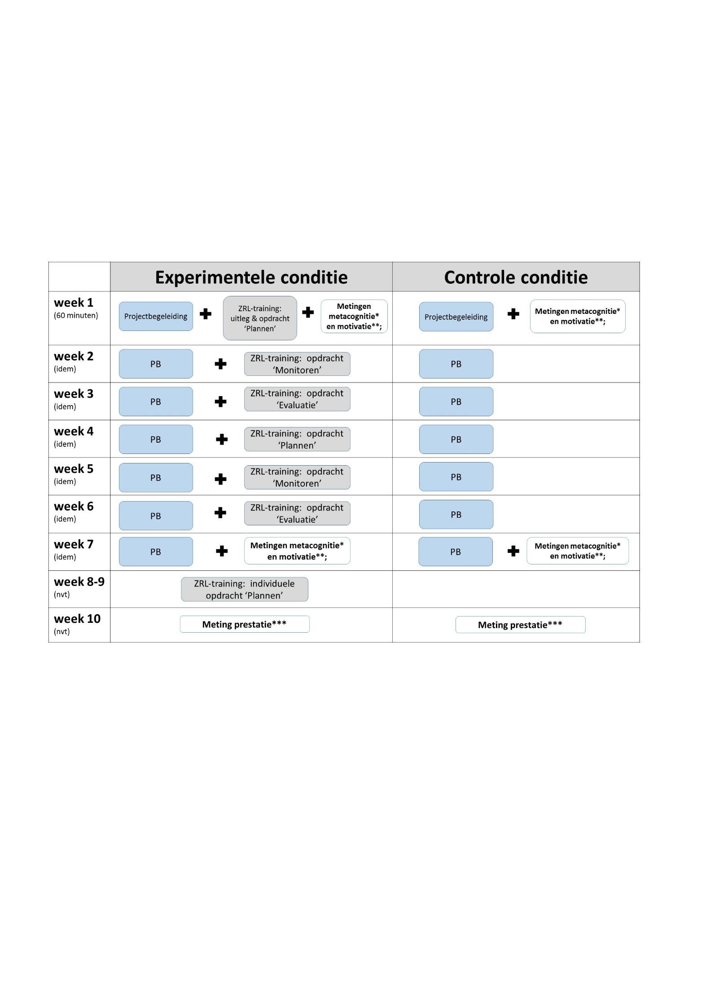 Experimentele conditie
Controle conditie
week 1
(60 minuten)
Projectbegeleiding
ZRL-training:
uitleg & opdracht
‘Plannen’
Metingen
metacognitie*
en motivatie**;
Projectbegeleiding
Metingen metacognitie*
en motivatie**;
week 2
(idem)
PB
ZRL-training: opdracht
‘Monitoren’
PB
week 3
(idem)
PB
ZRL-training: opdracht
‘Evaluatie’
PB
week 4
(idem)
PB
ZRL-training: opdracht
‘Plannen’
PB
week 5
(idem)
PB
ZRL-training: opdracht
‘Monitoren’
PB
week 6
(idem)
PB
ZRL-training: opdracht
‘Evaluatie’
PB
week 7
(idem)
PB
Metingen metacognitie*
en motivatie**;
PB
Metingen metacognitie*
en motivatie**;
week 8-9
(nvt)
ZRL-training: individuele
opdracht ‘Plannen’
week 10
(nvt)
Meting prestatie***
Meting prestatie***